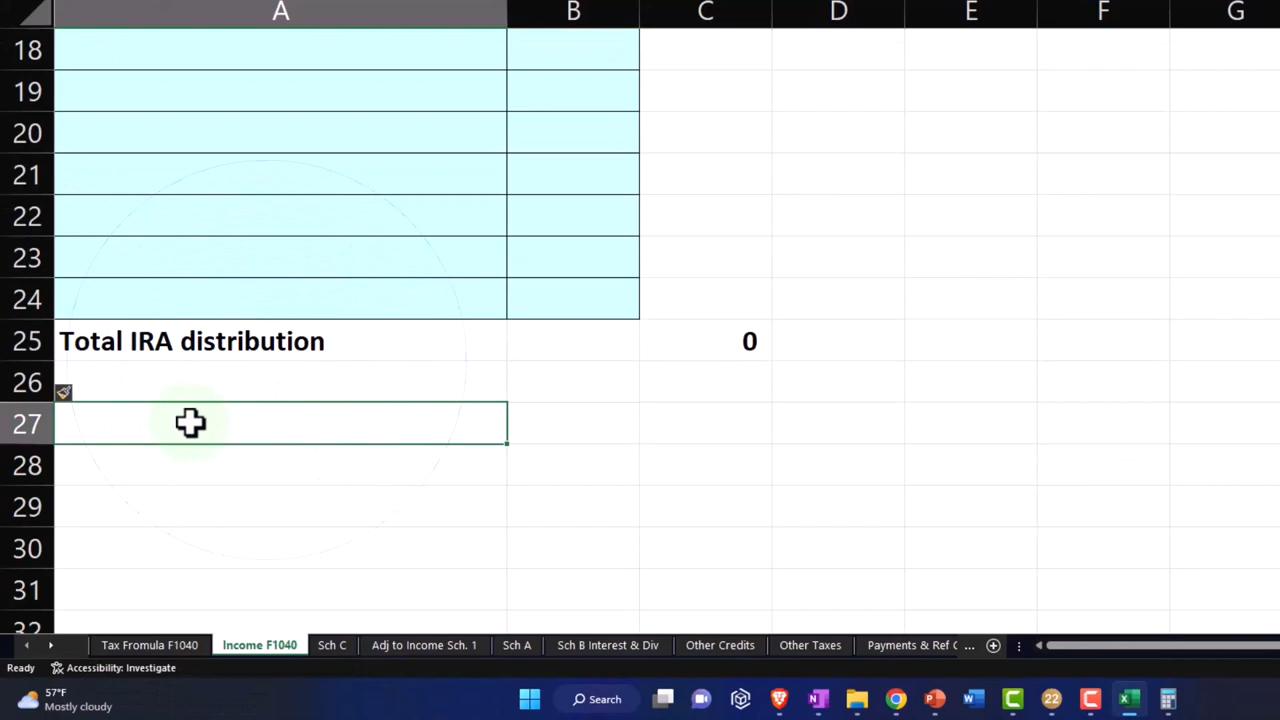 A B C D E F G
18
19
20
21
22
23
24
25 Total IRA distribution 0
26
27
28
29
30
31
32
Tax Fromula F1040 Income F1040 Sch C Adj to Income Sch. 1 Sch A Sch B Interest & Div Other Credits Other Taxes Payments & Ref C ...
Ready Accessibility: Investigate
57°F
Mostly cloudy
Search
22